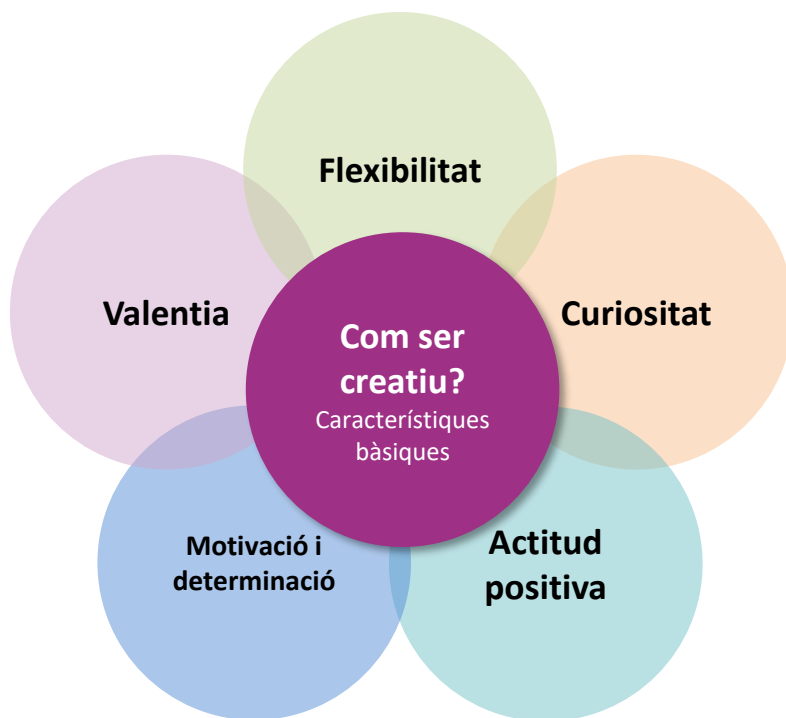 Flexibilitat
Valentia
Curiositat
Com ser
creatiu?
Característiques
bàsiques
Motivació i
determinació
Actitud
positiva